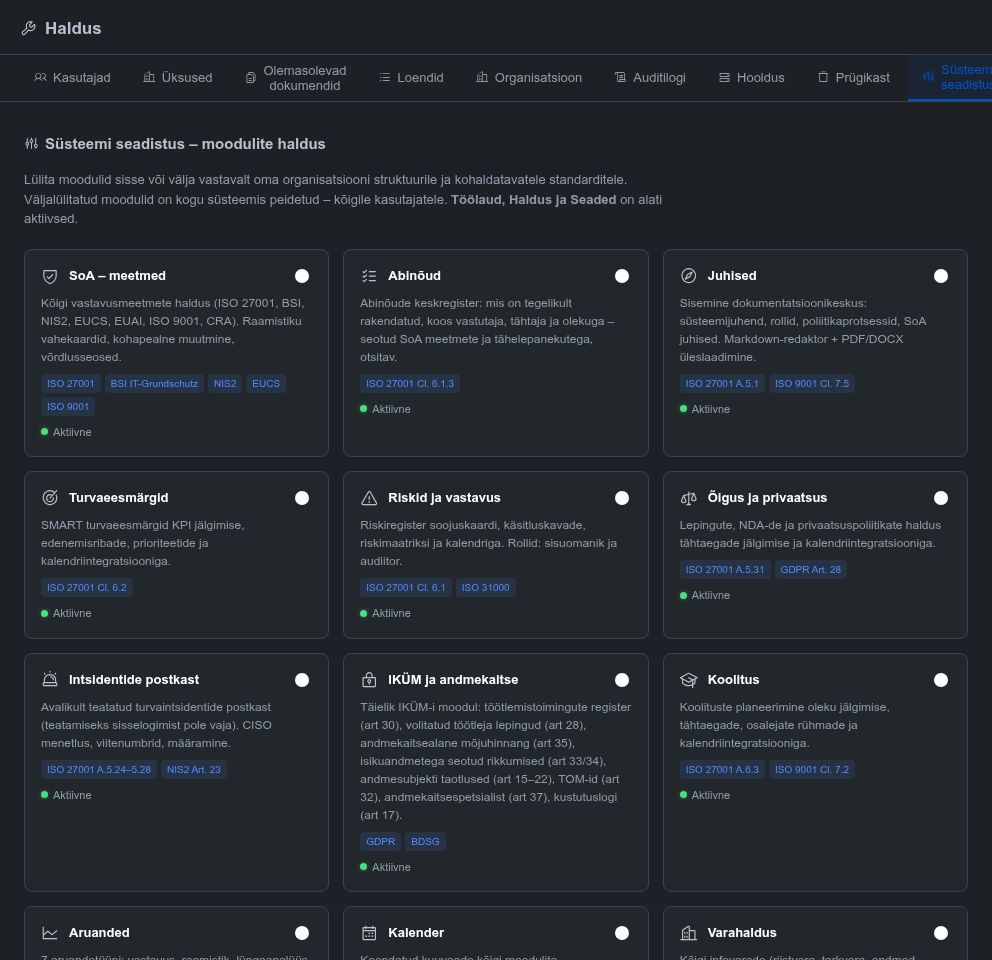 Haldus
Kasutajad
Üksused
Olemasolevad
dokumendid
Loendid
Organisatsioon
Auditilogi
Hooldus
Prügikast
Süsteemi seadistus – moodulite haldus
Lülita moodulid sisse või välja vastavalt oma organisatsiooni struktuurile ja kohaldatavatele standarditele.
Väljalülitatud moodulid on kogu süsteemis peidetud – kõigile kasutajatele. Töölaud, Haldus ja Seaded on alati
aktiivsed.
SoA – meetmed
Kõigi vastavusmeetmete haldus (ISO 27001, BSI,
NIS2, EUCS, EUAI, ISO 9001, CRA). Raamistiku
vahekaardid, kohapealne muutmine,
võrdlusseosed.
ISO 27001 BSI IT-Grundschutz NIS2 EUCS
ISO 9001
Aktiivne
Abinõud
Abinõude keskregister: mis on tegelikult
rakendatud, koos vastutaja, tähtaja ja olekuga –
seotud SoA meetmete ja tähelepanekutega,
otsitav.
ISO 27001 Cl. 6.1.3
Aktiivne
Juhised
Sisemine dokumentatsioonikeskus:
süsteemijuhend, rollid, poliitikaprotsessid, SoA
juhised. Markdown-redaktor + PDF/DOCX
üleslaadimine.
ISO 27001 A.5.1 ISO 9001 Cl. 7.5
Aktiivne
Turvaeesmärgid
SMART turvaeesmärgid KPI jälgimise,
edenemisribade, prioriteetide ja
kalendriintegratsiooniga.
ISO 27001 Cl. 6.2
Aktiivne
Riskid ja vastavus
Riskiregister soojuskaardi, käsitluskavade,
riskimaatriksi ja kalendriga. Rollid: sisuomanik ja
audiitor.
ISO 27001 Cl. 6.1 ISO 31000
Aktiivne
Õigus ja privaatsus
Lepingute, NDA-de ja privaatsuspoliitikate haldus
tähtaegade jälgimise ja kalendriintegratsiooniga.
ISO 27001 A.5.31 GDPR Art. 28
Aktiivne
Intsidentide postkast
Avalikult teatatud turvaintsidentide postkast
(teatamiseks sisselogimist pole vaja). CISO
menetlus, viitenumbrid, määramine.
ISO 27001 A.5.24–5.28 NIS2 Art. 23
Aktiivne
IKÜM ja andmekaitse
Täielik IKÜM-i moodul: töötlemistoimingute register
(art 30), volitatud töötleja lepingud (art 28),
andmekaitsealane mõjuhinnang (art 35),
isikuandmetega seotud rikkumised (art 33/34),
andmesubjekti taotlused (art 15–22), TOM-id (art
32), andmekaitsespetsialist (art 37), kustutuslogi
(art 17).
GDPR BDSG
Aktiivne
Koolitus
Koolituste planeerimine oleku jälgimise,
tähtaegade, osalejate rühmade ja
kalendriintegratsiooniga.
ISO 27001 A.6.3 ISO 9001 Cl. 7.2
Aktiivne
Aruanded
Kalender
Varahaldus